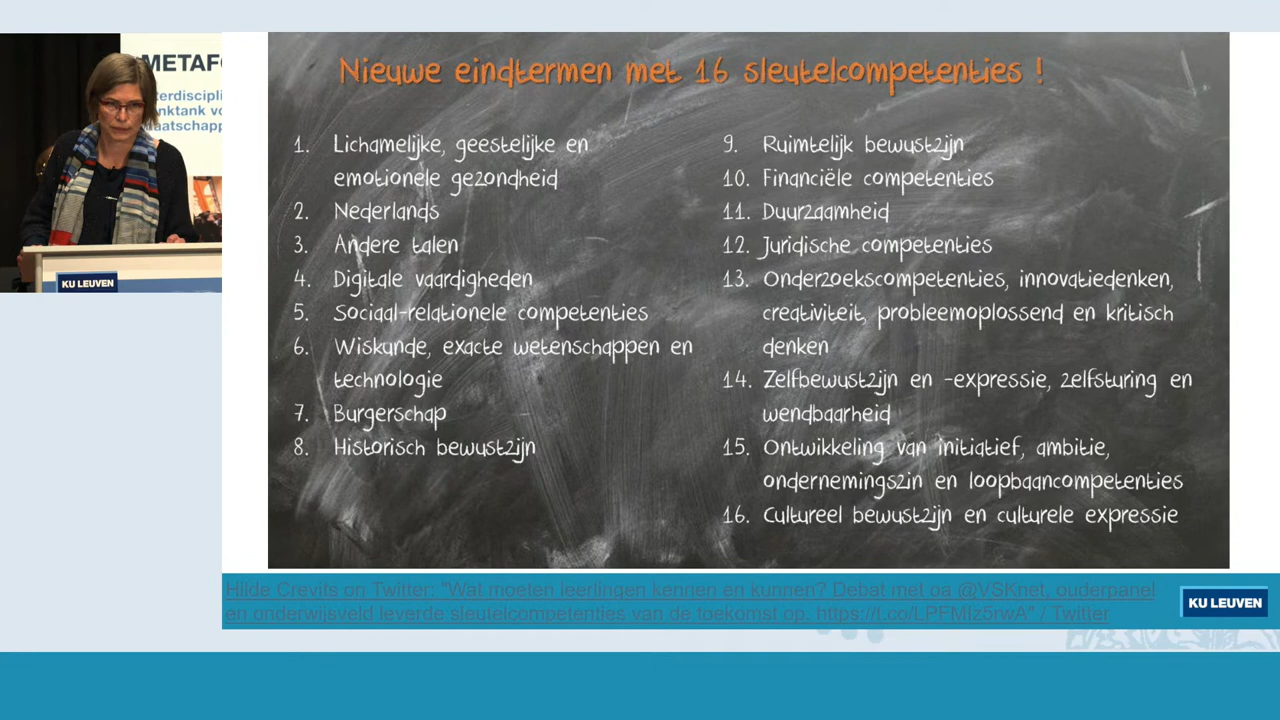 METAF
terdiscipli
nktank vo
aatschapp
KU LEUVEN
Nieuwe eindtermen met 16 sleutelcompetenties !
1. Lichamelijke, geestelijke en
emotionele gezondheid
2. Nederlands
3. Andere talen
4. Digitale vaardigheden
5. Sociaal-relationele competenties
6. Wiskunde, exacte wetenschappen en
technologie
7. Burgerschap
8. Historisch bewustzijn
9. Ruimtelijk bewustzijn
10. Financiële competenties
11. Duurzaamheid
12. Juridische competenties
13. Onderzoekscompetenties, innovatiedenken,
creativiteit, probleemoplossend en kritisch
denken
14. Zelfbewustzijn en -expressie, zelfsturing en
wendbaarheid
15. Ontwikkeling van initiatief, ambitie,
ondernemingszin en loopbaancompetenties
16. Cultureel bewustzijn en culturele expressie
Hilde Crevits on Twitter: "Wat moeten leerlingen kennen en kunnen? Debat met oa @VSKnet, ouderpanel
en onderwijsveld leverde sleutelcompetenties van de toekomst op. https://t.co/LPFMIz5rwA" / Twitter
KU LEUVEN